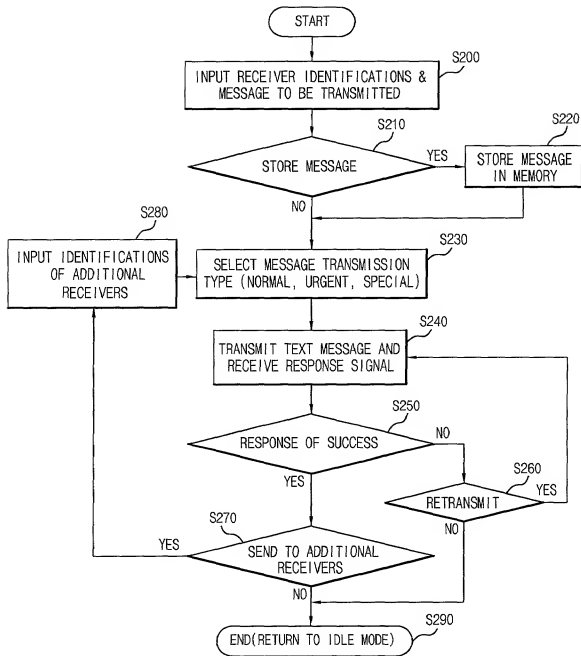 START
S200
INPUT RECEIVER IDENTIFICATIONS &
MESSAGE TO BE TRANSMITTED
S210
STORE MESSAGE
YES
S220
STORE MESSAGE
IN MEMORY
NO
S280
INPUT IDENTIFICATIONS
OF ADDITIONAL
RECEIVERS
S230
SELECT MESSAGE TRANSMISSION
TYPE (NORMAL, URGENT, SPECIAL)
S240
TRANSMIT TEXT MESSAGE AND
RECEIVE RESPONSE SIGNAL
S250
RESPONSE OF SUCCESS
NO
YES
S260
RETRANSMIT
YES
NO
S270
YES
SEND TO ADDITIONAL
RECEIVERS
NO
S290
END(RETURN TO IDLE MODE)